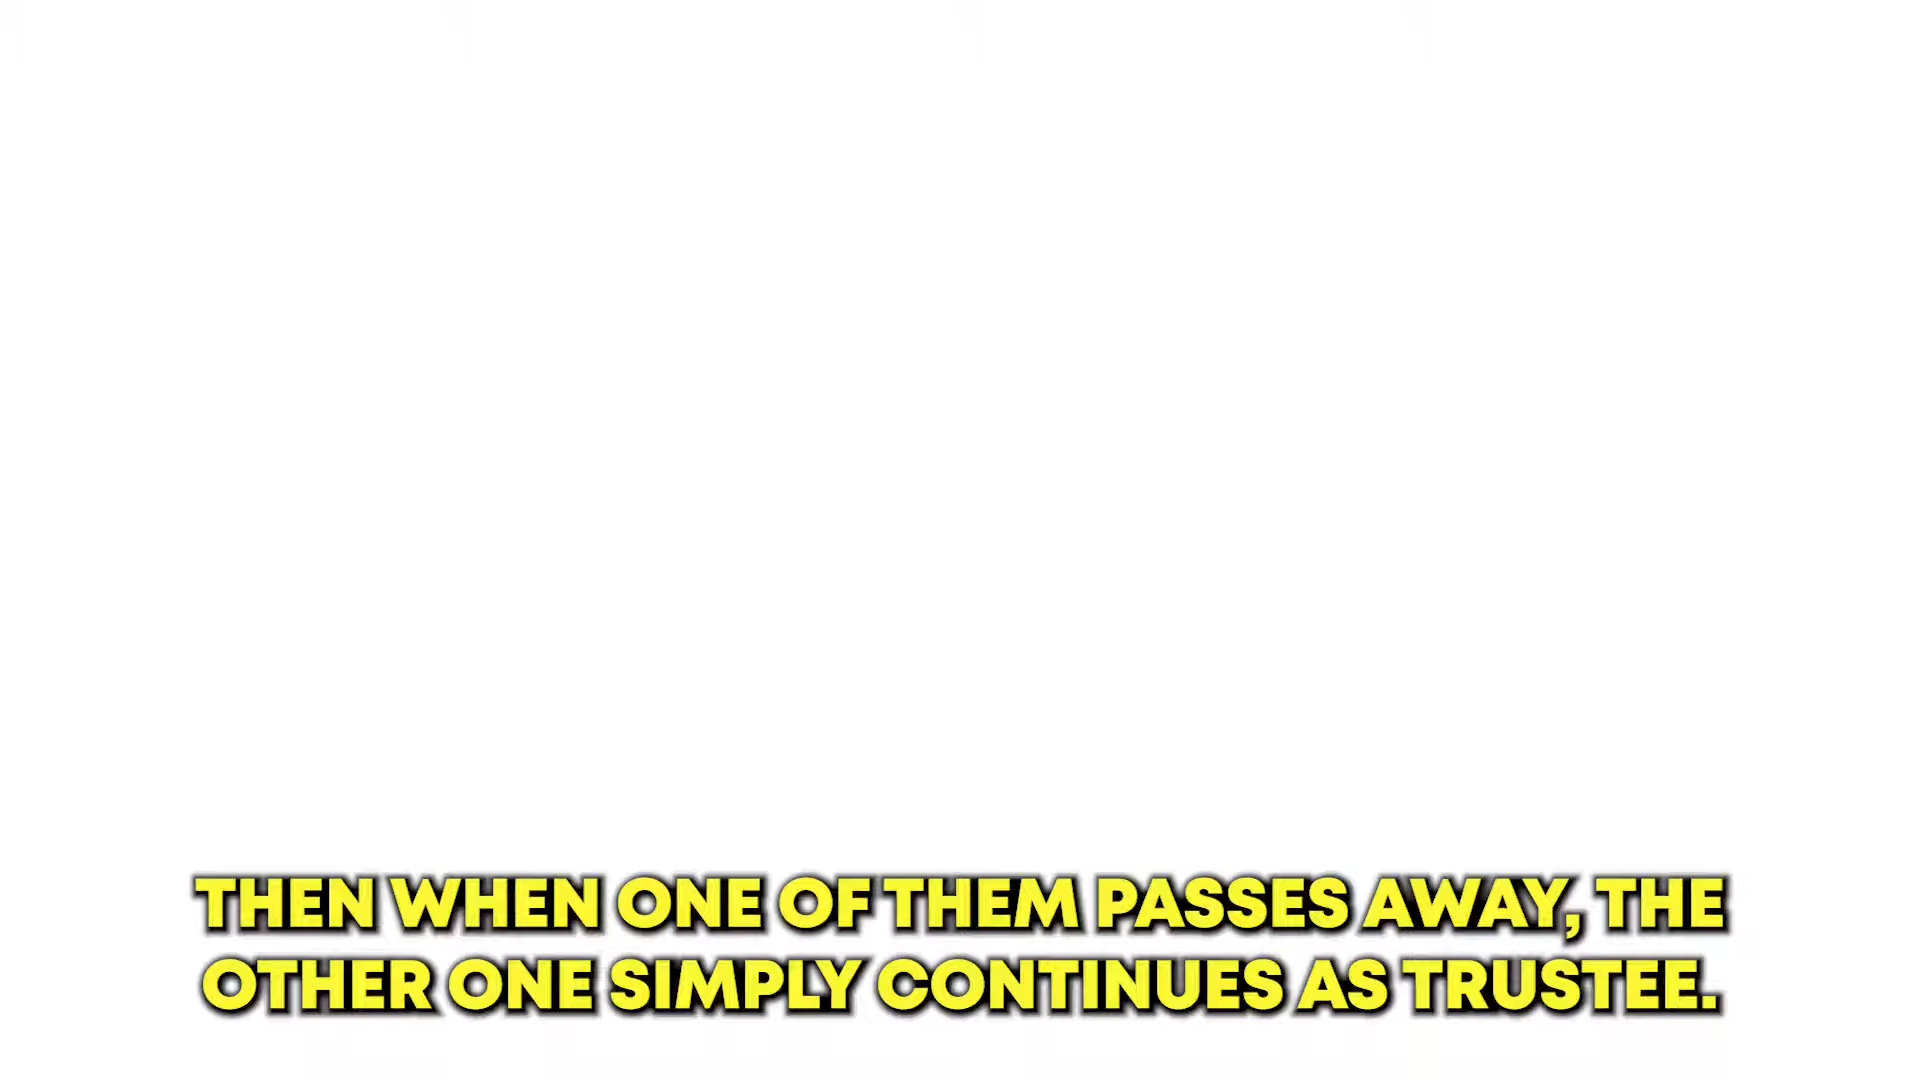 THEN WHEN ONE OF THEM PASSES AWAY, THE
OTHER ONE SIMPLY CONTINUES AS TRUSTEE.